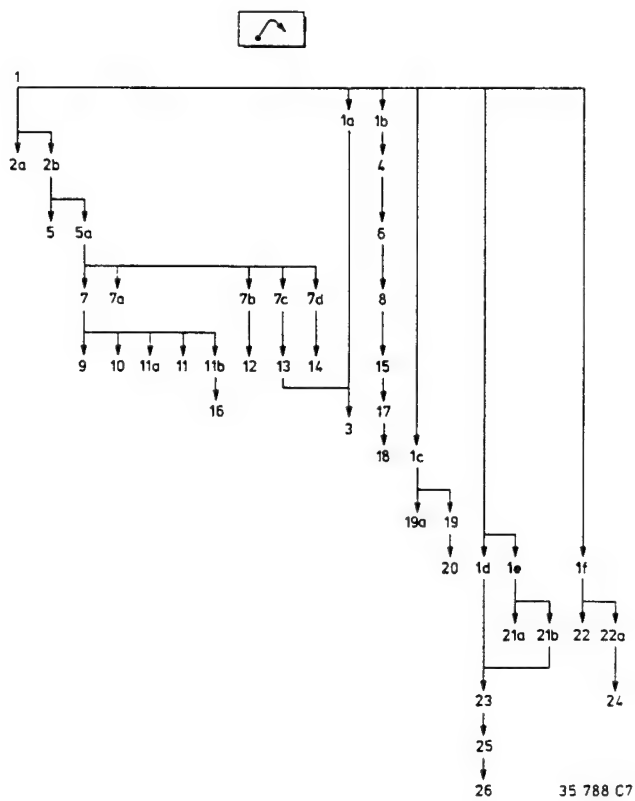 1
1a 1b
2a 2b 4
5 5a 6
7 7a 7b 7c 7d 8
9 10 11a 11 11b 12 13 14 15
16 17
3
18 1c
19a 19
20 1d 1e 1f
21a 21b 22 22a
23 24
25
26 35 788 C7